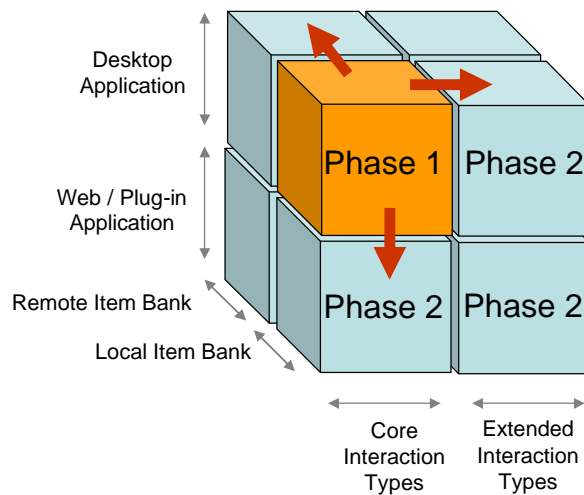 Desktop
Application
Phase 1
Phase 2
Web / Plug-in
Application
Remote Item Bank
Phase 2
Phase 2
Local Item Bank
Core
Interaction
Types
Extended
Interaction
Types